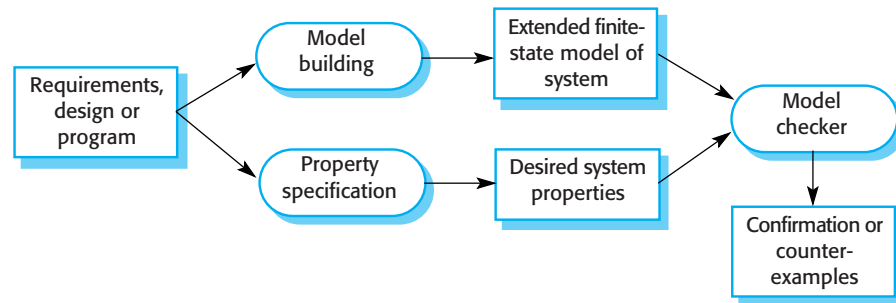 Requirements,
design or
program
Model
building
Extended finite-
state model of
system
Property
specification
Desired system
properties
Model
checker
Confirmation or
counter-
examples